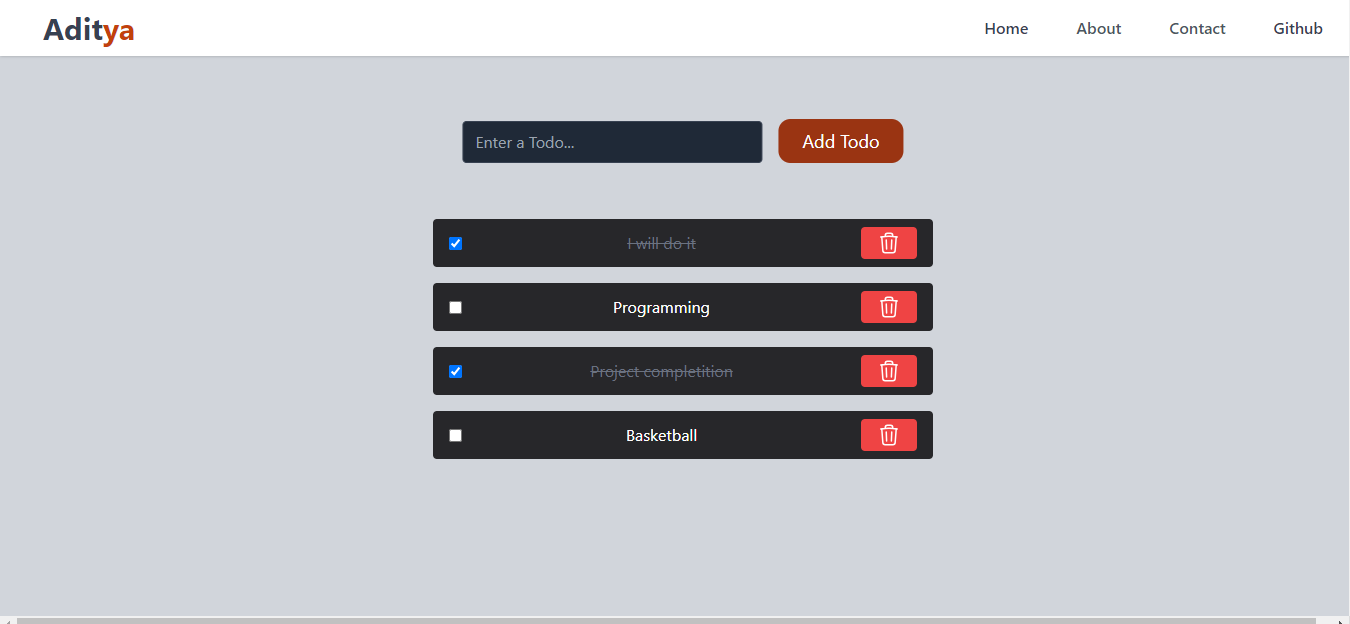 Aditya
Home About Contact Github
Enter a Todo...
Add Todo
I will do it
Programming
Project completition
Basketball